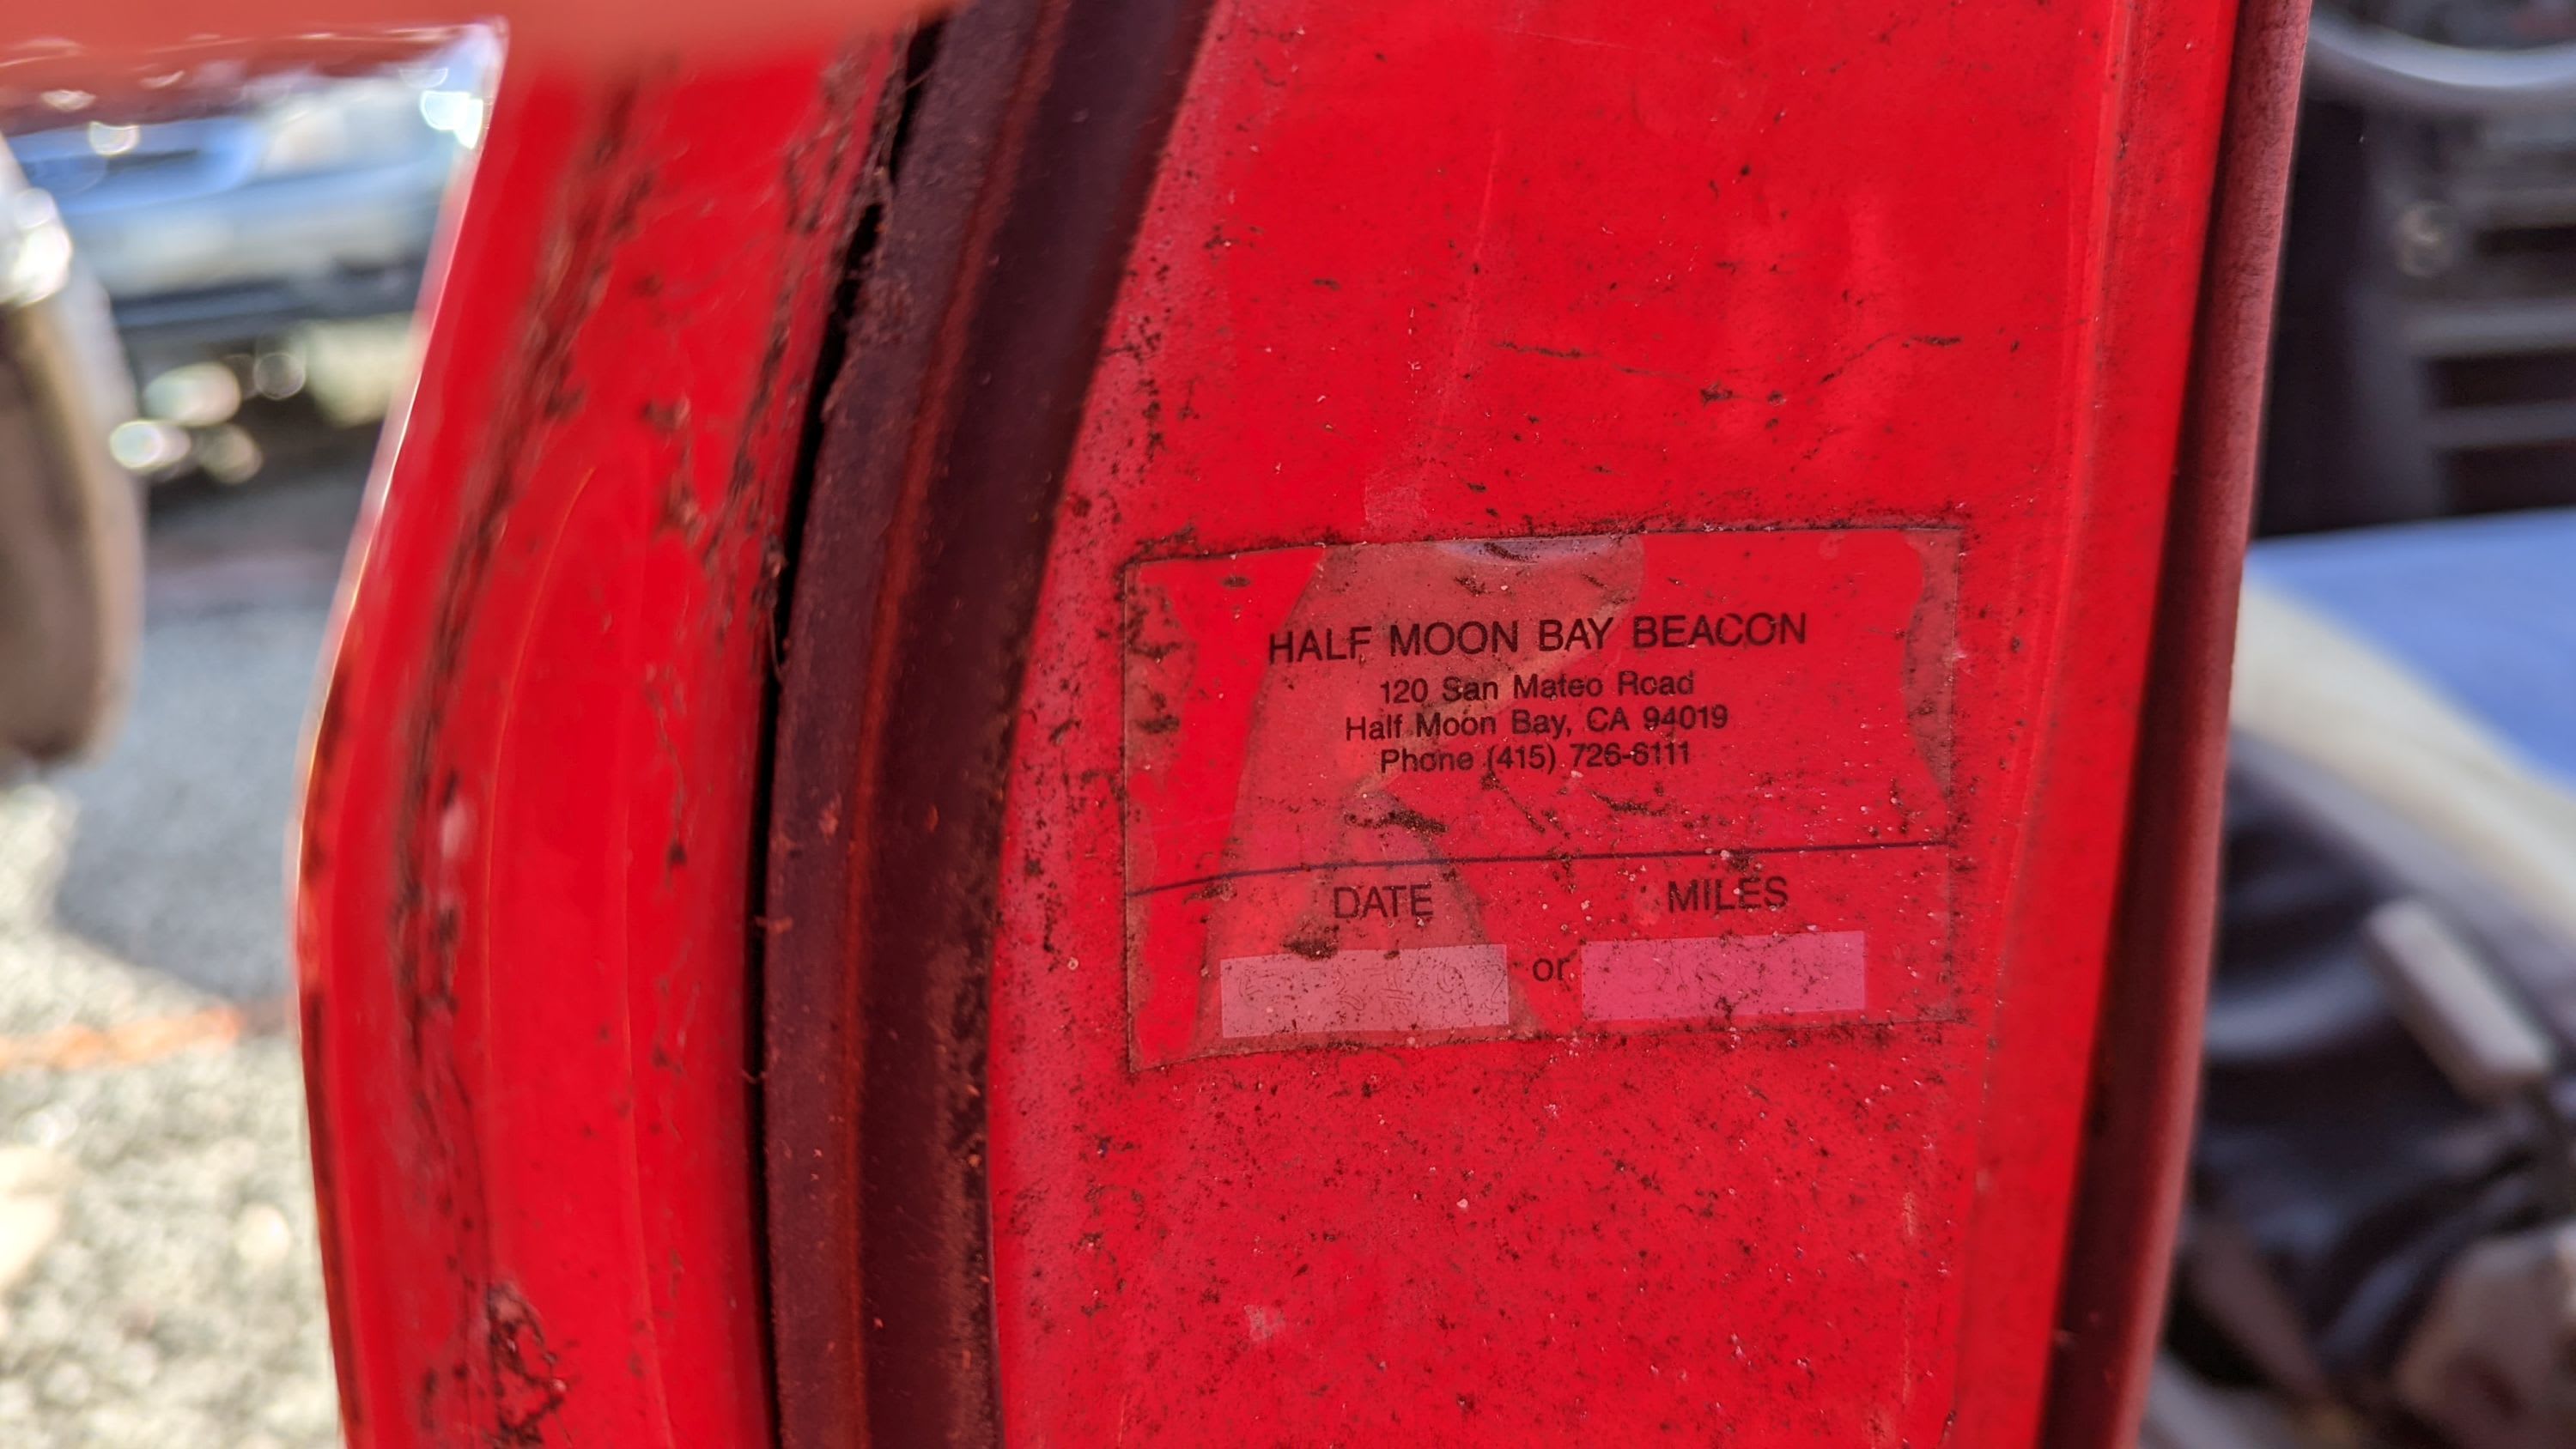 HALF MOON BAY BEACON
120 San Mateo Road
Half Moon Bay, CA 94019
Phone (415) 726-6111
DATE MILES
or